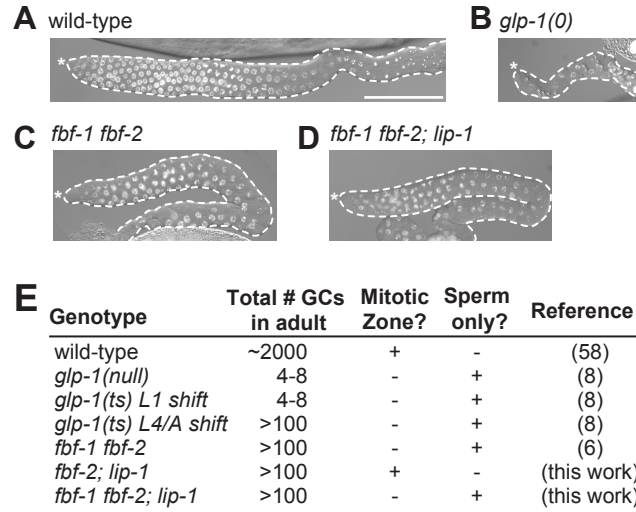 A wild-type
B glp-1(0)
*
*
C fbf-1 fbf-2
D fbf-1 fbf-2; lip-1
*
*
E Genotype Total # GCs in adult Mitotic Zone? Sperm only? Reference
wild-type ~2000 + - (58)
glp-1(null) 4-8 - + (8)
glp-1(ts) L1 shift 4-8 - + (8)
glp-1(ts) L4/A shift >100 - + (8)
fbf-1 fbf-2 >100 - + (6)
fbf-2; lip-1 >100 + - (this work)
fbf-1 fbf-2; lip-1 >100 - + (this work)